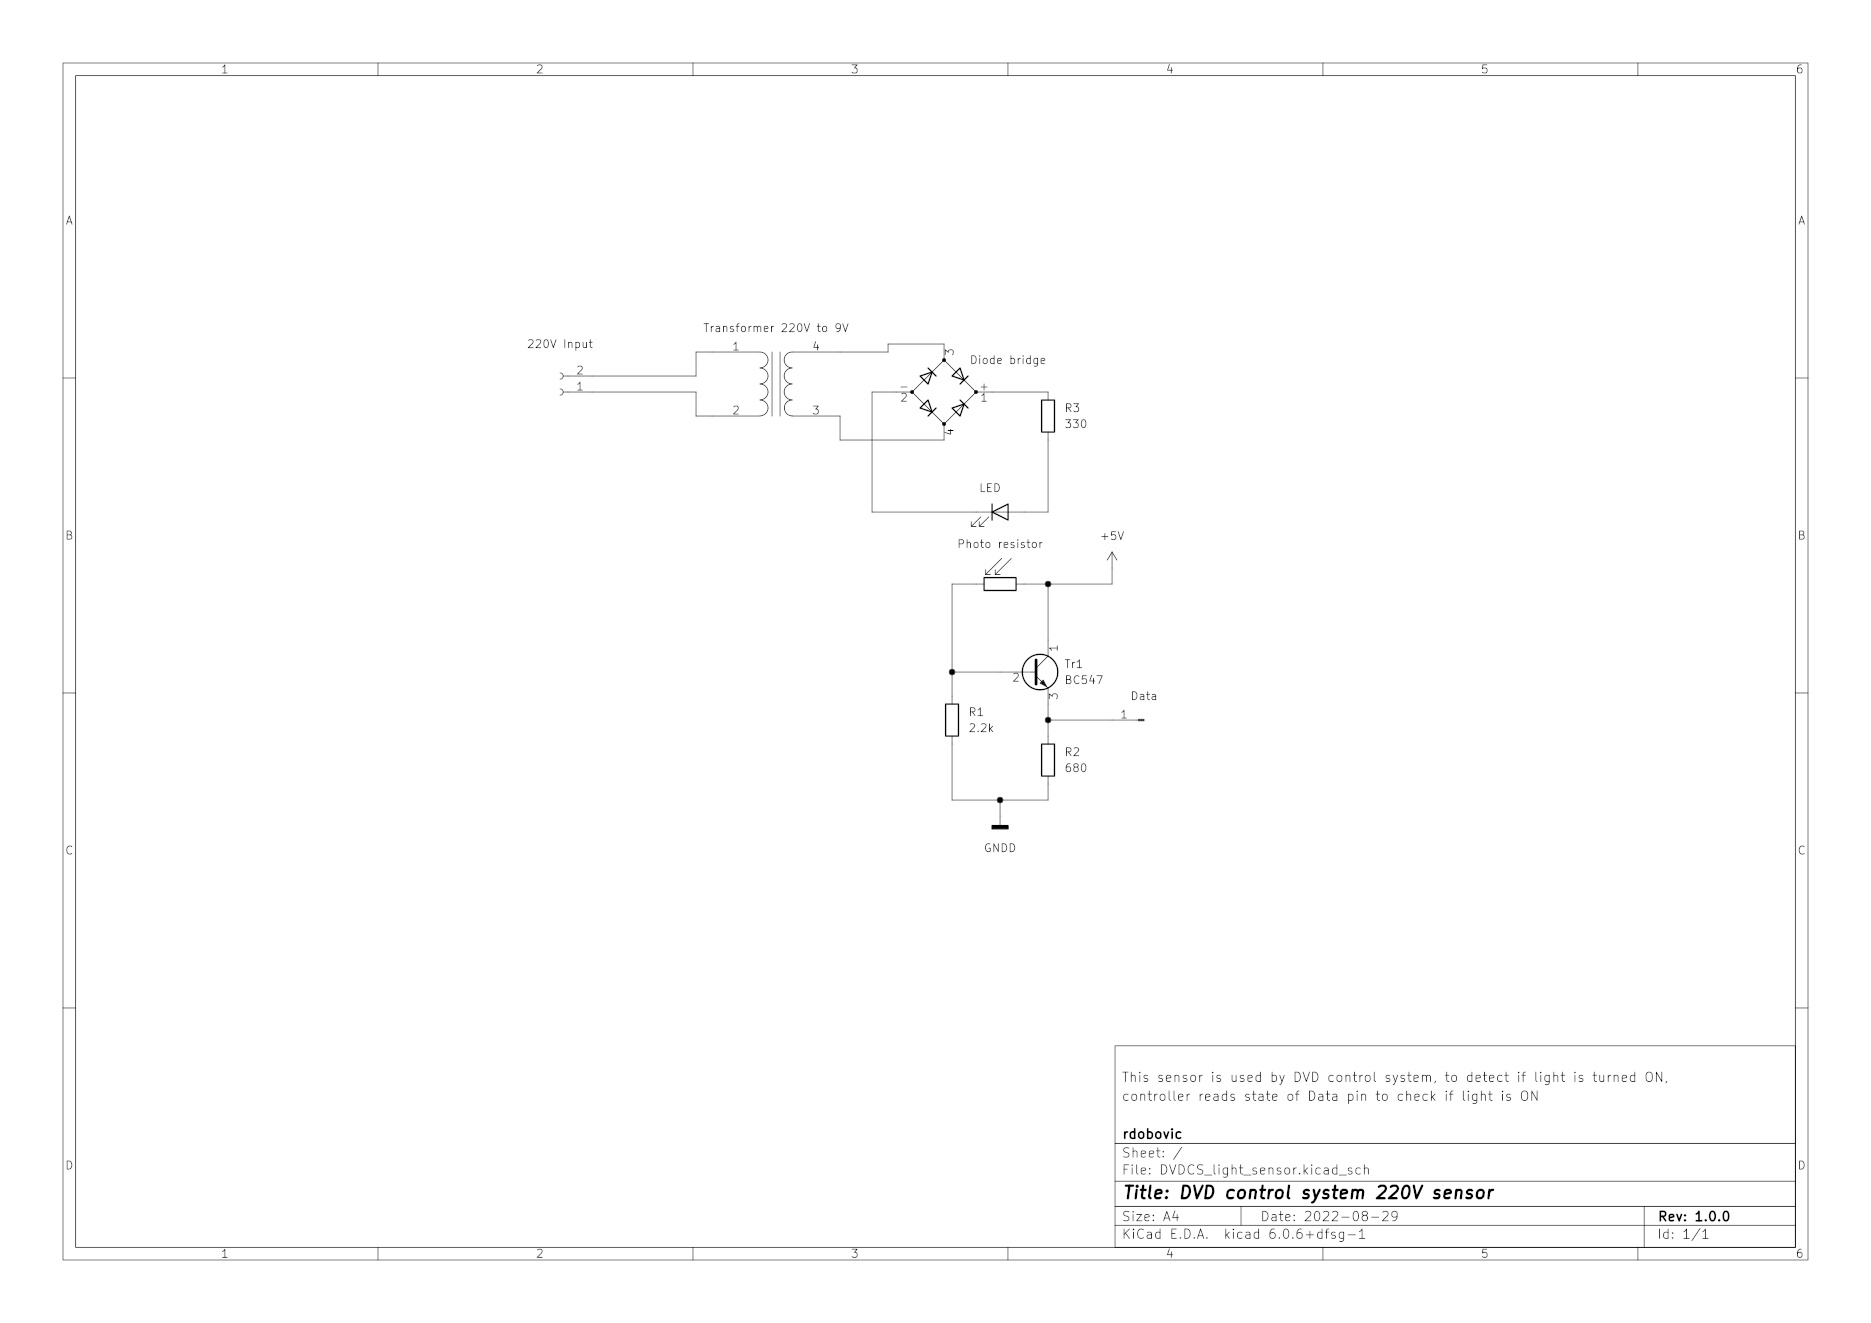 1 2 3 4 5 6
A A
Transformer 220V to 9V
220V Input
1 4 3
Diode bridge
2
1
- +
2 1
2 3 4
R3
330
LED
+5V
B B
Photo resistor
1
Tr1
BC547
2
3
Data
1
R1
2.2k
R2
680
GNDD
C C
This sensor is used by DVD control system, to detect if light is turned ON,
controller reads state of Data pin to check if light is ON
rdobovic
Sheet: /
File: DVDCS_light_sensor.kicad_sch
D D
Title: DVD control system 220V sensor
Size: A4 Date: 2022-08-29 Rev: 1.0.0
KiCad E.D.A. kicad 6.0.6+dfsg-1 Id: 1/1
1 2 3 4 5 6